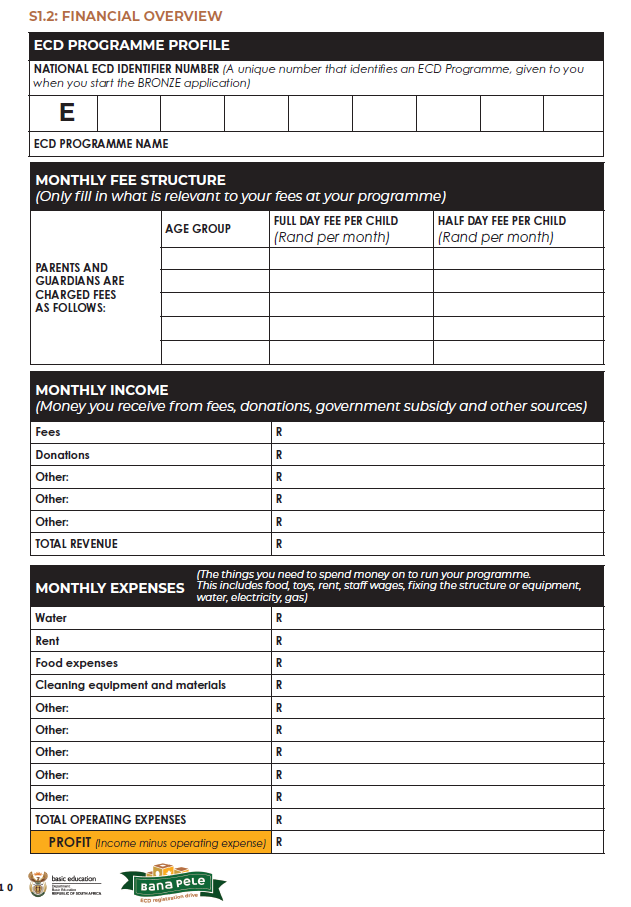 S1.2: FINANCIAL OVERVIEW
ECD PROGRAMME PROFILE
NATIONAL ECD IDENTIFIER NUMBER (A unique number that identifies an ECD Programme, given to you
when you start the BRONZE application)
E
ECD PROGRAMME NAME
MONTHLY FEE STRUCTURE
(Only fill in what is relevant to your fees at your programme)
PARENTS AND
GUARDIANS ARE
CHARGED FEES
AS FOLLOWS:
AGE GROUP
FULL DAY FEE PER CHILD
(Rand per month)
HALF DAY FEE PER CHILD
(Rand per month)
MONTHLY INCOME
(Money you receive from fees, donations, government subsidy and other sources)
Fees R
Donations R
Other: R
Other: R
Other: R
TOTAL REVENUE R
MONTHLY EXPENSES
(The things you need to spend money on to run your programme.
This includes food, toys, rent, staff wages, fixing the structure or equipment,
water, electricity, gas)
Water R
Rent R
Food expenses R
Cleaning equipment and materials R
Other: R
Other: R
Other: R
Other: R
Other: R
TOTAL OPERATING EXPENSES R
PROFIT (Income minus operating expense) R
10
basic education
Department:
Basic Education
REPUBLIC OF SOUTH AFRICA
BANA PELE
ECD registration drive